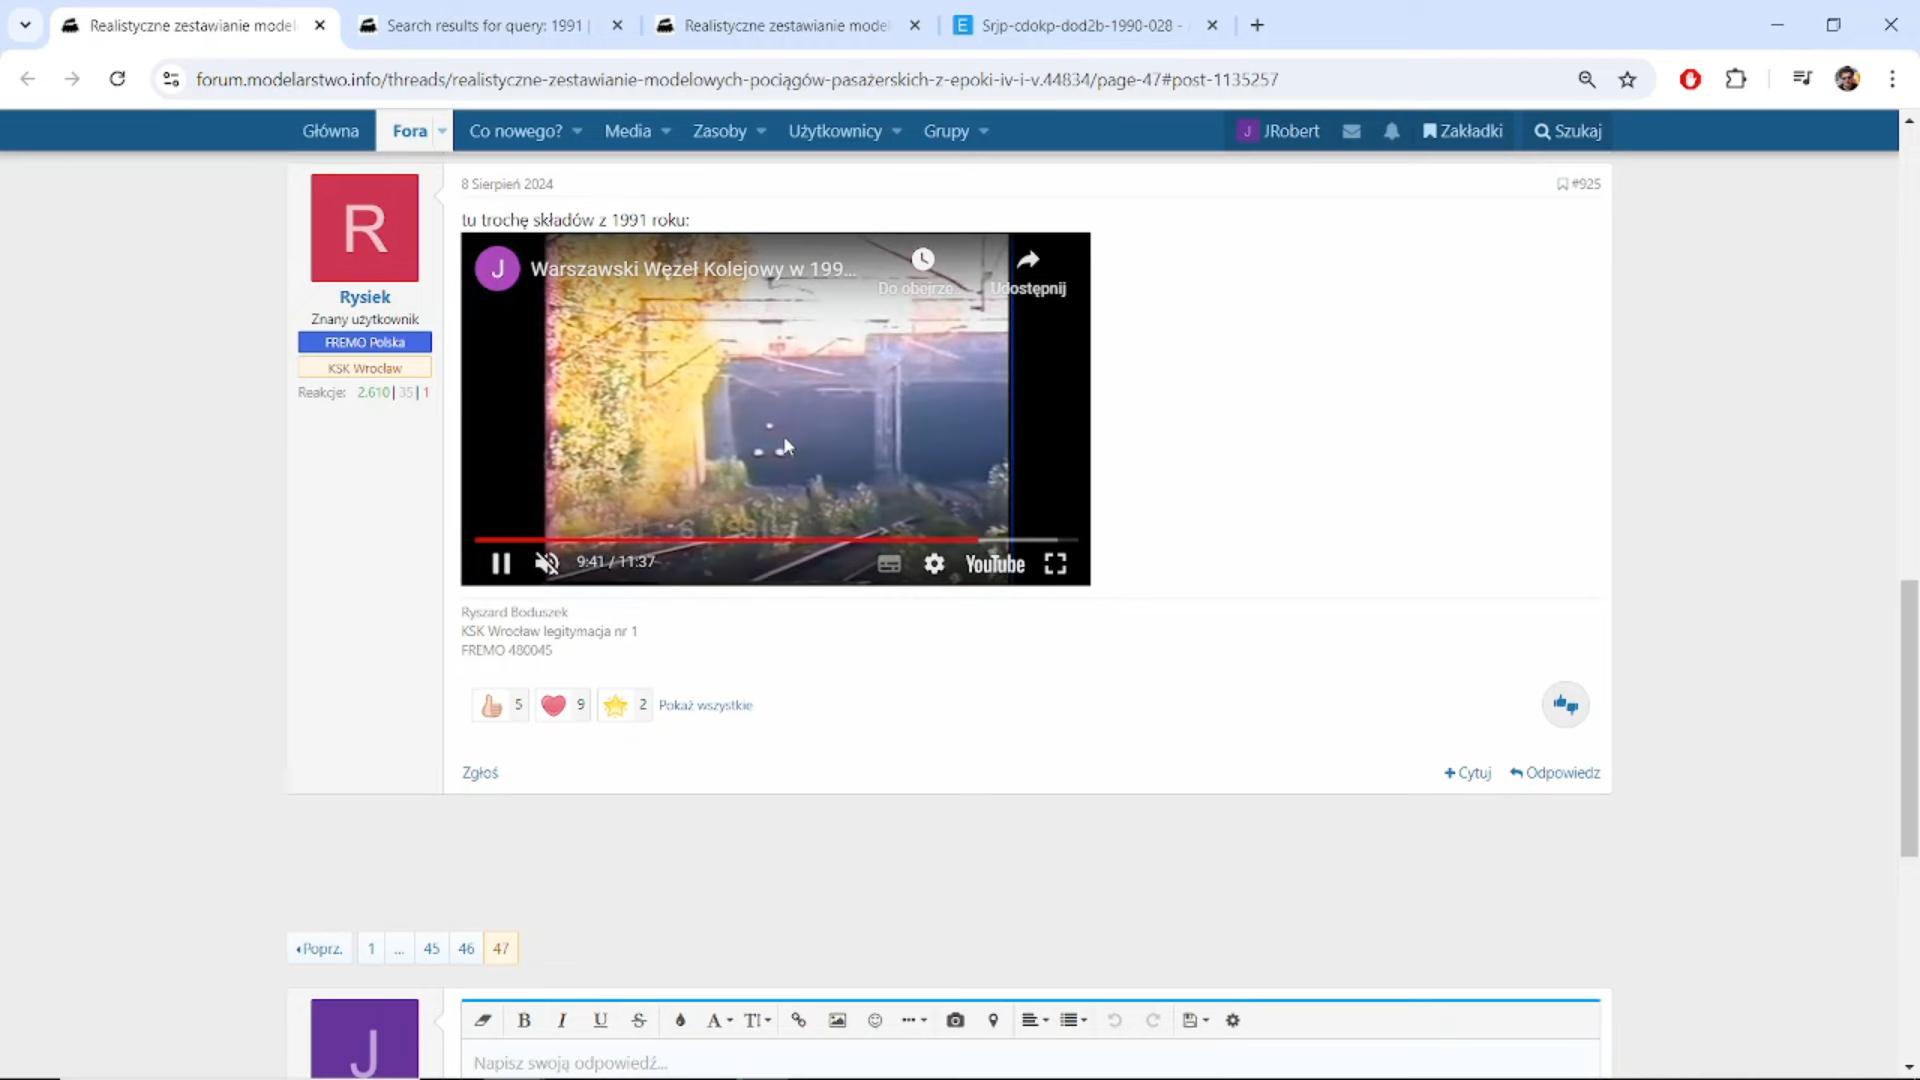 Realistyczne zestawianie model
Search results for query: 1991 |
Realistyczne zestawianie mode
Srjp-cdokp-dod2b-1990-028 -
forum.modelarstwo.info/threads/realistyczne-zestawianie-modelowych-pociągów-pasażerskich-z-epoki-iv-i-v.44834/page-47#post-1135257
Główna
Fora
Co nowego?
Media
Zasoby
Użytkownicy
Grupy
J JRobert
Zakładki
Szukaj
R
Rysiek
Znany użytkownik
FREMO Polska
KSK Wrocław
Reakcje: 2.610| 35| 1
8 Sierpień 2024
#925
tu trochę składów z 1991 roku:
J Warszawski Węzeł Kolejowy w 199...
Do obejrze...
Udostępnij
9:41 / 11:37
YouTube
Ryszard Boduszek
KSK Wrocław legitymacja nr 1
FREMO 480045
5
9
2
Pokaż wszystkie
Zgłoś
+ Cytuj
Odpowiedz
Poprz.
1
...
45
46
47
J
B I U S
A
Napisz swoją odpowiedź...